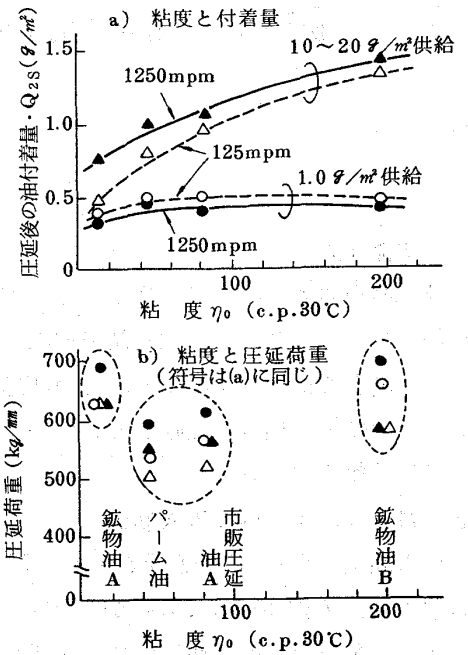 a) 粘度と付着量
圧延後の油付着量・Q₂S(g/m²)
1.5
1.0
0.5
0
10～20 g/m²供給
1250mpm
125mpm
1.0 g/m²供給
1250mpm
100
200
粘 度 η₀ (c.p.30℃)
b) 粘度と圧延荷重
(符号は(a)に同じ)
圧延荷重(kg/mm)
700
600
500
400
0
鉱物油A
パーム油
市販圧延油A
鉱物油B
100
200
粘 度 η₀ (c.p.30℃)